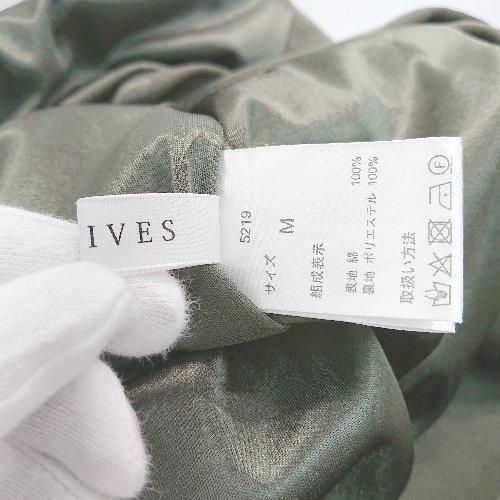 IVES
5219
サイズ M
組成表示
表地 綿 100%
裏地 ポリエステル 100%
取扱い方法
F